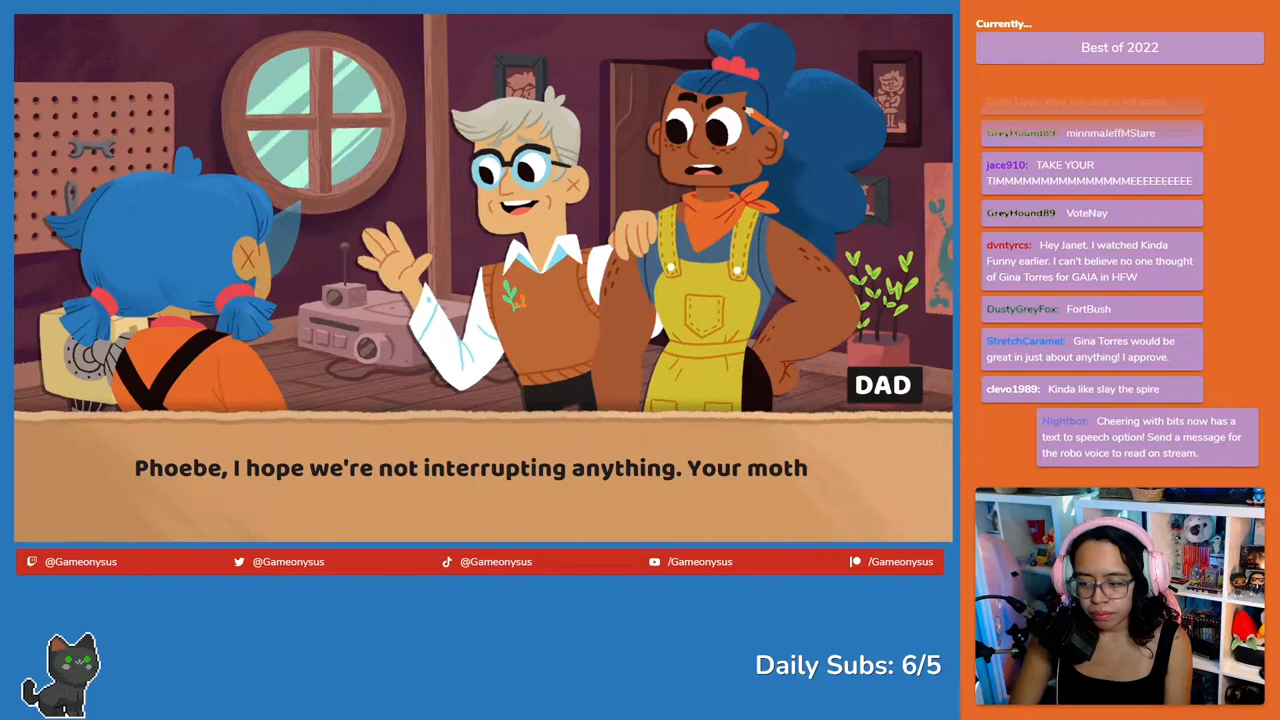 Currently...
Best of 2022
GreyHound89 minnmaJeffMStare
jace910: TAKE YOUR
TIMMMMMMMMMMMMMMMEEEEEEEEEE
GreyHound89 VoteNay
dvntyrcs: Hey Janet. I watched Kinda
Funny earlier. I can't believe no one thought
of Gina Torres for GAIA in HFW
DustyGreyFox: FortBush
StretchCaramel: Gina Torres would be
great in just about anything! I approve.
clevo1989: Kinda like slay the spire
Nightbot: Cheering with bits now has a
text to speech option! Send a message for
the robo voice to read on stream.
DAD
Phoebe, I hope we're not interrupting anything. Your moth
@Gameonysus @Gameonysus @Gameonysus /Gameonysus /Gameonysus
Daily Subs: 6/5